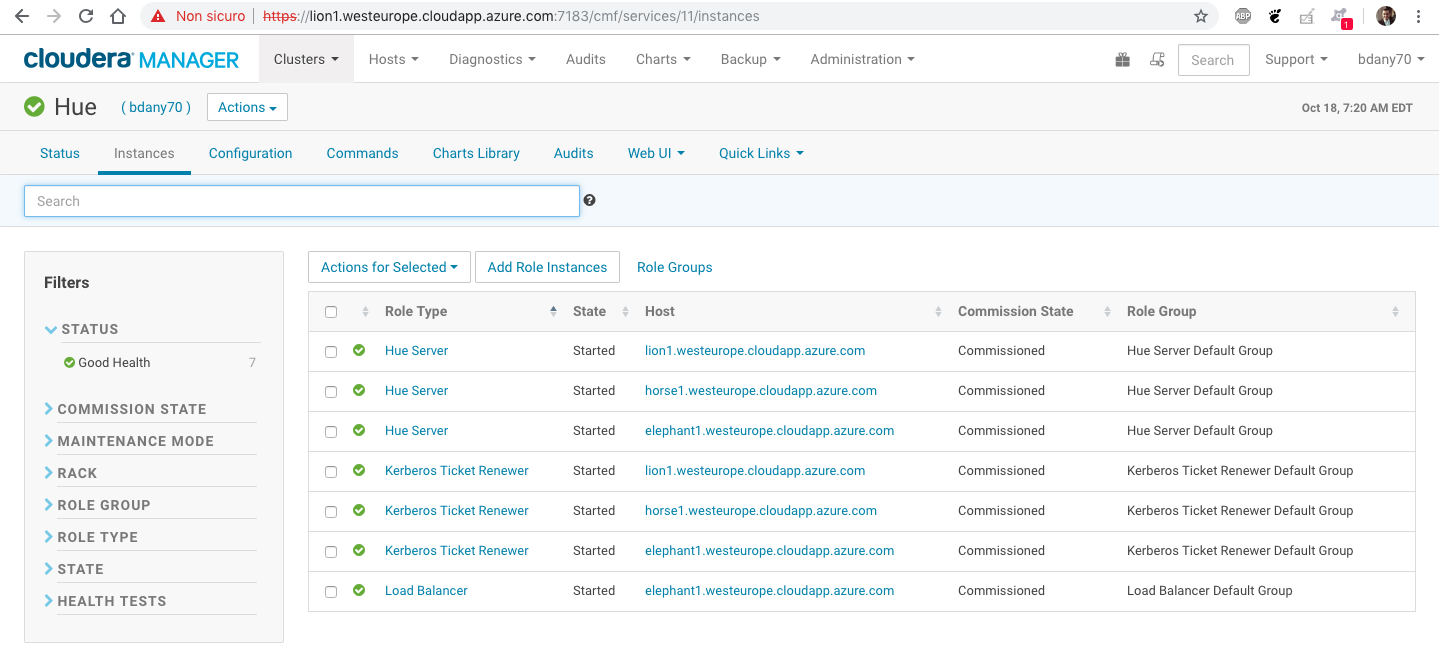 Non sicuro https://lion1.westeurope.cloudapp.azure.com:7183/cmf/services/11/instances ABP 1
cloudera MANAGER Clusters Hosts Diagnostics Audits Charts Backup Administration Search Support bdany70
Hue ( bdany70 ) Actions Oct 18, 7:20 AM EDT
Status Instances Configuration Commands Charts Library Audits Web UI Quick Links
Search ?
Filters
STATUS
Good Health 7
COMMISSION STATE
MAINTENANCE MODE
RACK
ROLE GROUP
ROLE TYPE
STATE
HEALTH TESTS
Actions for Selected Add Role Instances Role Groups
Role Type State Host Commission State Role Group
Hue Server Started lion1.westeurope.cloudapp.azure.com Commissioned Hue Server Default Group
Hue Server Started horse1.westeurope.cloudapp.azure.com Commissioned Hue Server Default Group
Hue Server Started elephant1.westeurope.cloudapp.azure.com Commissioned Hue Server Default Group
Kerberos Ticket Renewer Started lion1.westeurope.cloudapp.azure.com Commissioned Kerberos Ticket Renewer Default Group
Kerberos Ticket Renewer Started horse1.westeurope.cloudapp.azure.com Commissioned Kerberos Ticket Renewer Default Group
Kerberos Ticket Renewer Started elephant1.westeurope.cloudapp.azure.com Commissioned Kerberos Ticket Renewer Default Group
Load Balancer Started elephant1.westeurope.cloudapp.azure.com Commissioned Load Balancer Default Group